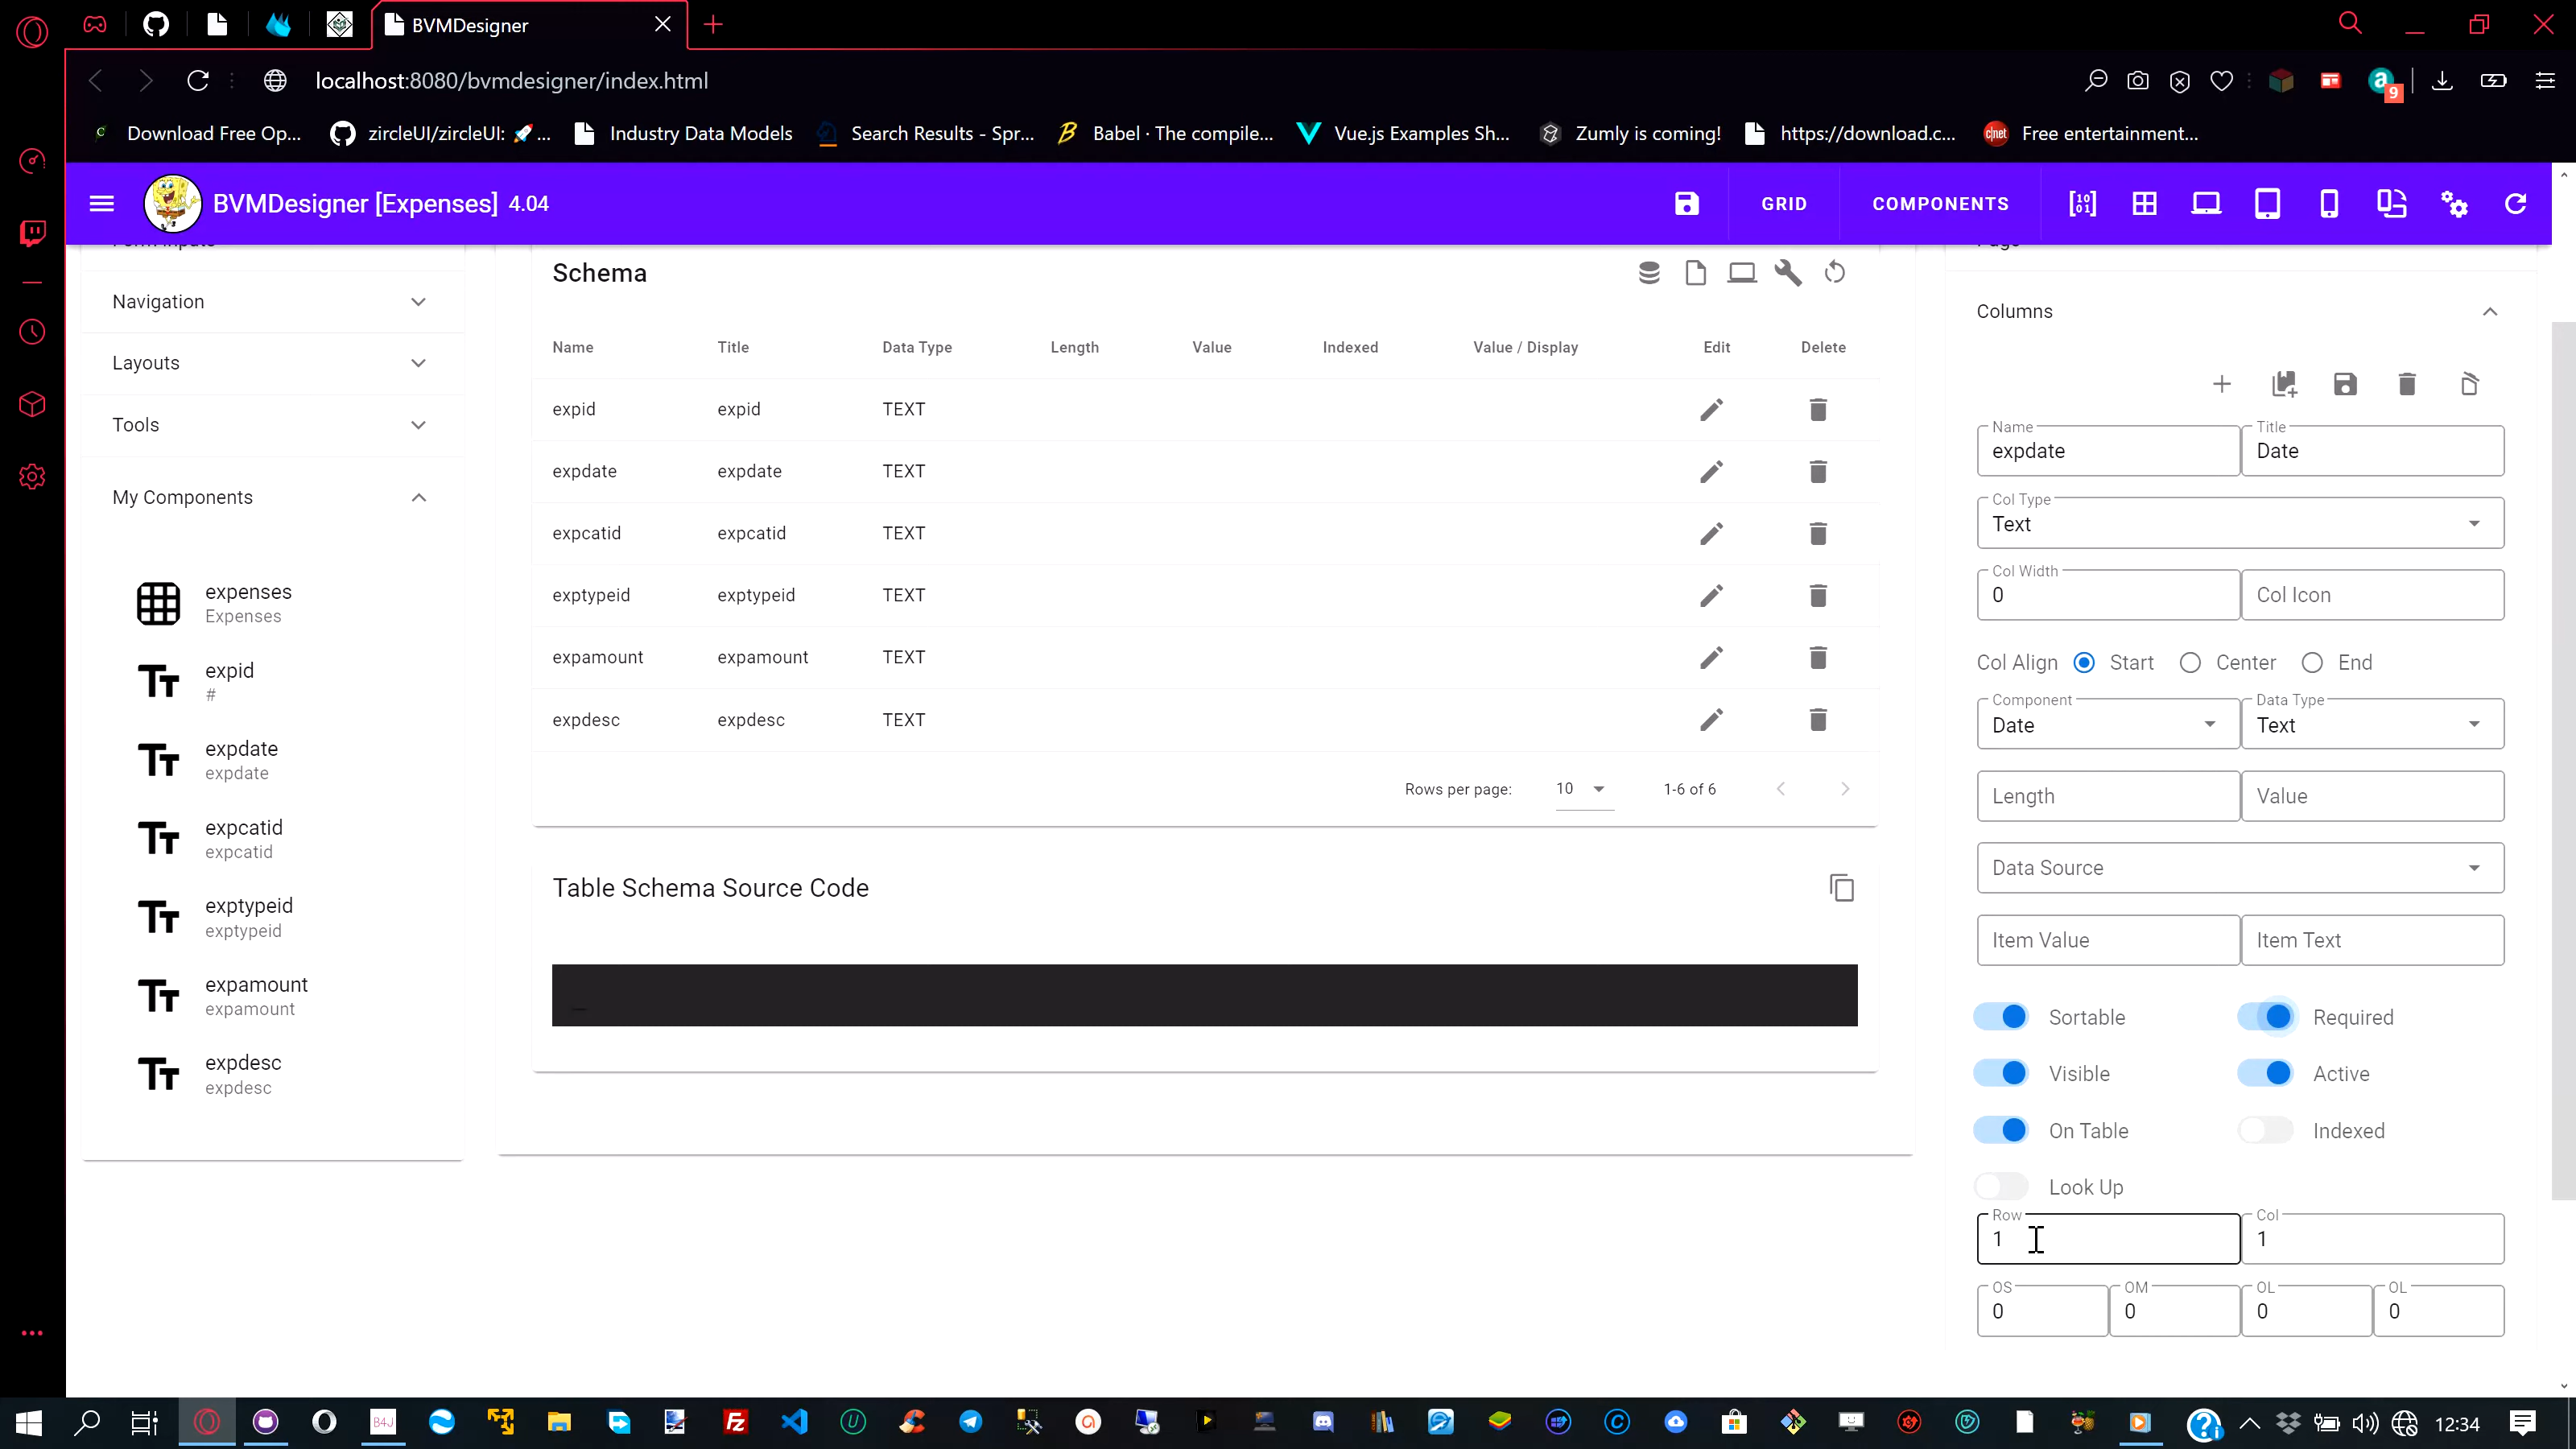 BVMDesigner
localhost:8080/bvmdesigner/index.html
9
Download Free Op...
zircleUI/zircleUI: 🚀 ...
Industry Data Models
Search Results - Spr...
Babel · The compile...
Vue.js Examples Sh...
Zumly is coming!
https://download.c...
c|net Free entertainment...
BVMDesigner [Expenses] 4.04
GRID
COMPONENTS
Navigation
Layouts
Tools
My Components
expenses
Expenses
expid
#
expdate
expdate
expcatid
expcatid
exptypeid
exptypeid
expamount
expamount
expdesc
expdesc
Schema
Name Title Data Type Length Value Indexed Value / Display Edit Delete
expid expid TEXT
expdate expdate TEXT
expcatid expcatid TEXT
exptypeid exptypeid TEXT
expamount expamount TEXT
expdesc expdesc TEXT
Rows per page: 10 1-6 of 6
Table Schema Source Code
Columns
Name Title
expdate Date
Col Type
Text
Col Width
0 Col Icon
Col Align Start Center End
Component Data Type
Date Text
Length Value
Data Source
Item Value Item Text
Sortable Required
Visible Active
On Table Indexed
Look Up
Row Col
1 1
OS OM OL OL
0 0 0 0
B4J
12:34